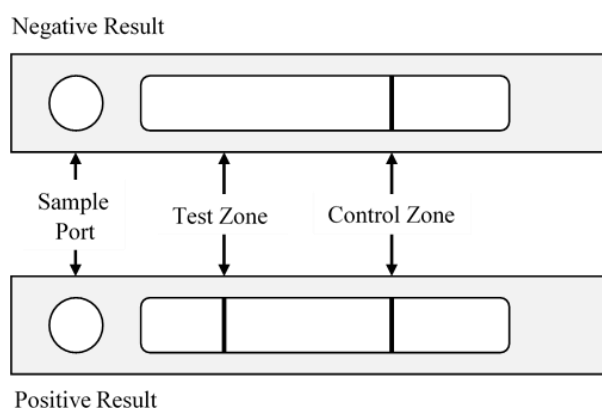 Negative Result
Sample
Port
Test Zone
Control Zone
Positive Result